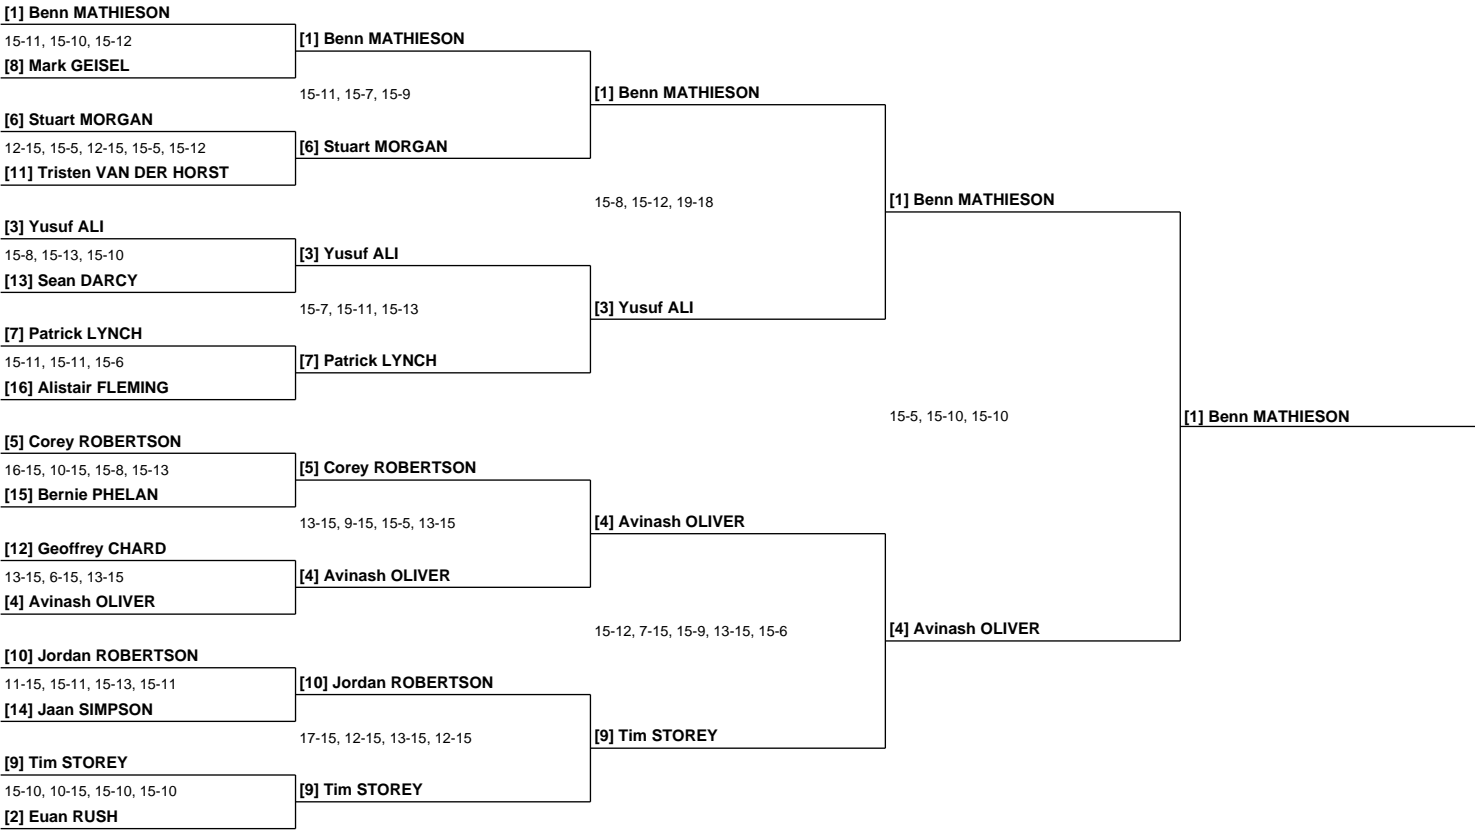 [1] Benn MATHIESON
15-11, 15-10, 15-12
[8] Mark GEISEL
[6] Stuart MORGAN
12-15, 15-5, 12-15, 15-5, 15-12
[11] Tristen VAN DER HORST
[3] Yusuf ALI
15-8, 15-13, 15-10
[13] Sean DARCY
[7] Patrick LYNCH
15-11, 15-11, 15-6
[16] Alistair FLEMING
[5] Corey ROBERTSON
16-15, 10-15, 15-8, 15-13
[15] Bernie PHELAN
[12] Geoffrey CHARD
13-15, 6-15, 13-15
[4] Avinash OLIVER
[10] Jordan ROBERTSON
11-15, 15-11, 15-13, 15-11
[14] Jaan SIMPSON
[9] Tim STOREY
15-10, 10-15, 15-10, 15-10
[2] Euan RUSH
[1] Benn MATHIESON
15-11, 15-7, 15-9
[6] Stuart MORGAN
[3] Yusuf ALI
15-7, 15-11, 15-13
[7] Patrick LYNCH
[5] Corey ROBERTSON
13-15, 9-15, 15-5, 13-15
[4] Avinash OLIVER
[10] Jordan ROBERTSON
17-15, 12-15, 13-15, 12-15
[9] Tim STOREY
[1] Benn MATHIESON
15-8, 15-12, 19-18
[3] Yusuf ALI
[4] Avinash OLIVER
15-12, 7-15, 15-9, 13-15, 15-6
[9] Tim STOREY
[1] Benn MATHIESON
15-5, 15-10, 15-10
[4] Avinash OLIVER
[1] Benn MATHIESON